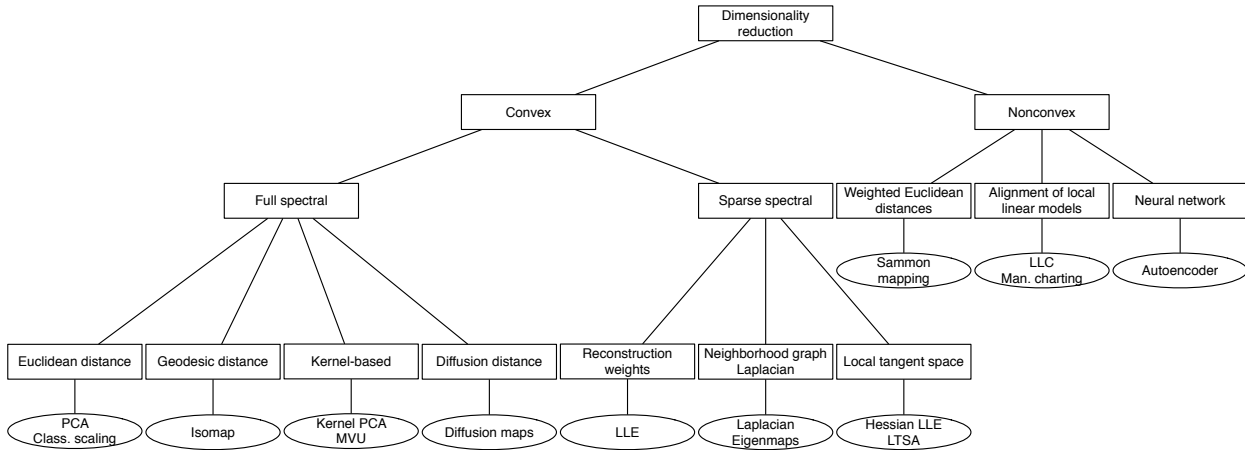 Dimensionality
reduction
Convex
Nonconvex
Full spectral
Sparse spectral
Weighted Euclidean
distances
Alignment of local
linear models
Neural network
Sammon
mapping
LLC
Man. charting
Autoencoder
Euclidean distance
Geodesic distance
Kernel-based
Diffusion distance
Reconstruction
weights
Neighborhood graph
Laplacian
Local tangent space
PCA
Class. scaling
Isomap
Kernel PCA
MVU
Diffusion maps
LLE
Laplacian
Eigenmaps
Hessian LLE
LTSA